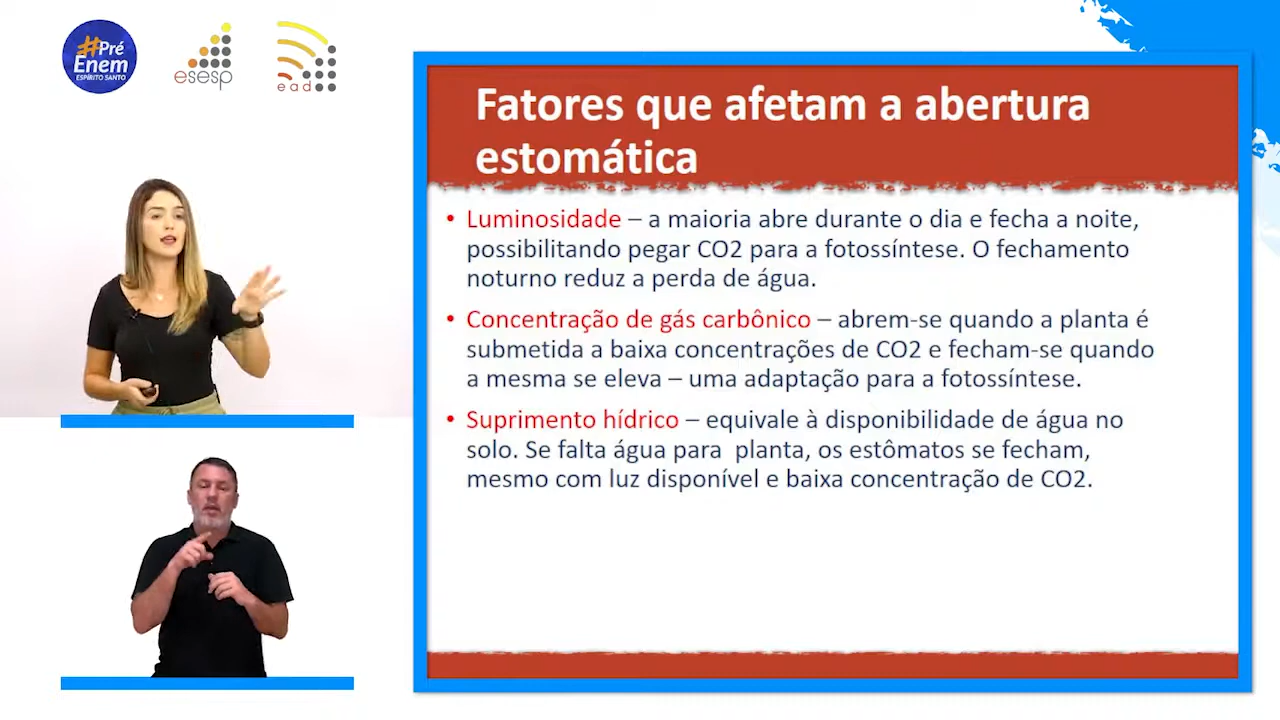 #Pré
Enem
ESPÍRITO SANTO
esesp
ead
Fatores que afetam a abertura
estomática
• Luminosidade – a maioria abre durante o dia e fecha a noite,
possibilitando pegar CO2 para a fotossíntese. O fechamento
noturno reduz a perda de água.
• Concentração de gás carbônico – abrem-se quando a planta é
submetida a baixa concentrações de CO2 e fecham-se quando
a mesma se eleva – uma adaptação para a fotossíntese.
• Suprimento hídrico – equivale à disponibilidade de água no
solo. Se falta água para  planta, os estômatos se fecham,
mesmo com luz disponível e baixa concentração de CO2.